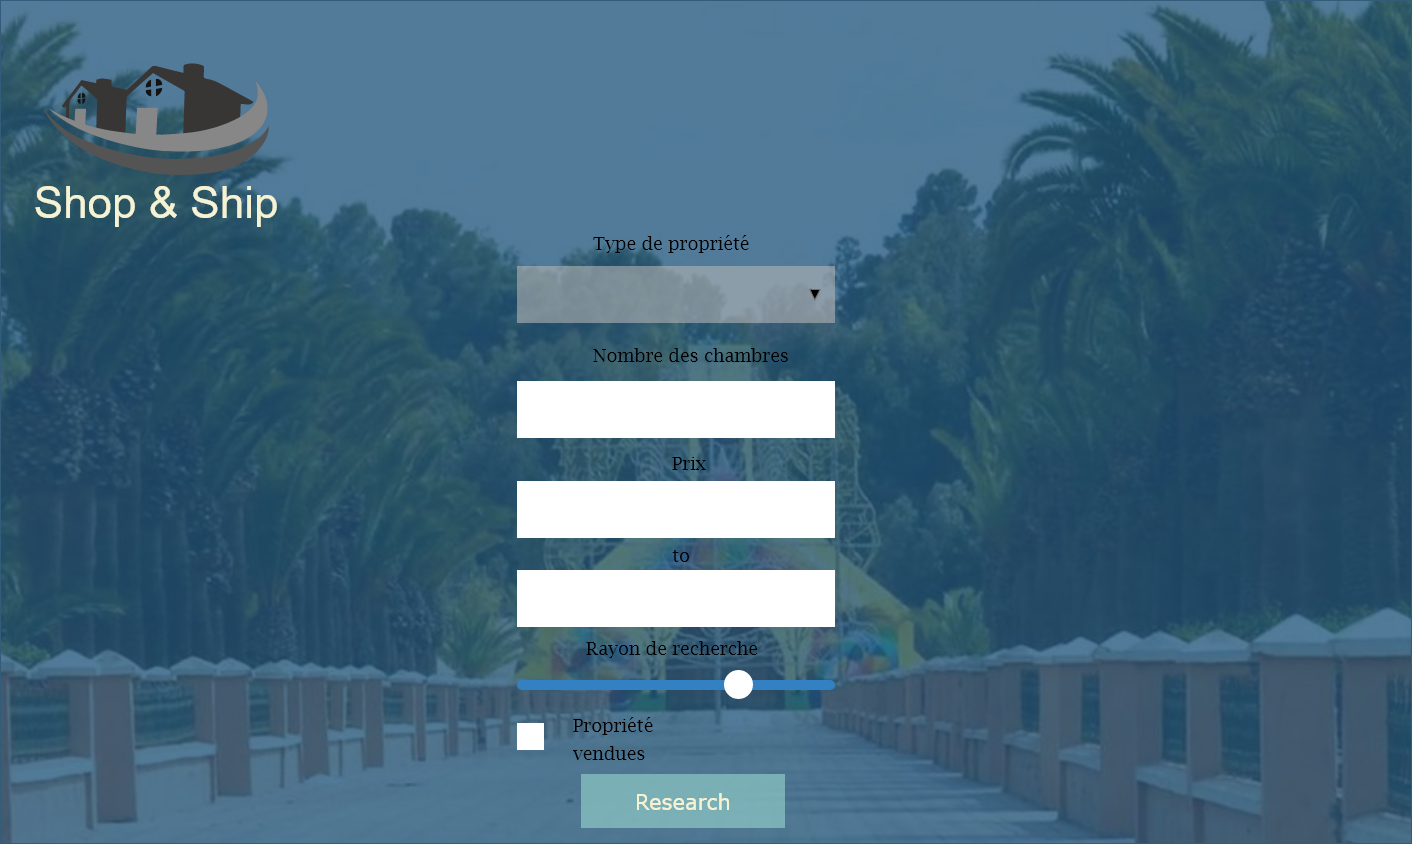 Shop & Ship
Type de propriété
▼
Nombre des chambres
Prix
to
Rayon de recherche
Propriété
vendues
Research